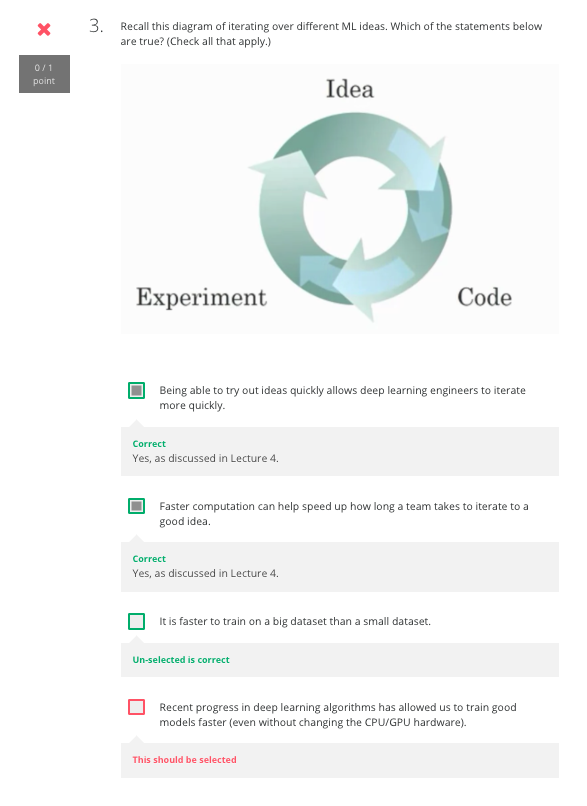 3. Recall this diagram of iterating over different ML ideas. Which of the statements below
are true? (Check all that apply.)
0 / 1
point
Idea
Experiment
Code
Being able to try out ideas quickly allows deep learning engineers to iterate
more quickly.
Correct
Yes, as discussed in Lecture 4.
Faster computation can help speed up how long a team takes to iterate to a
good idea.
Correct
Yes, as discussed in Lecture 4.
It is faster to train on a big dataset than a small dataset.
Un-selected is correct
Recent progress in deep learning algorithms has allowed us to train good
models faster (even without changing the CPU/GPU hardware).
This should be selected